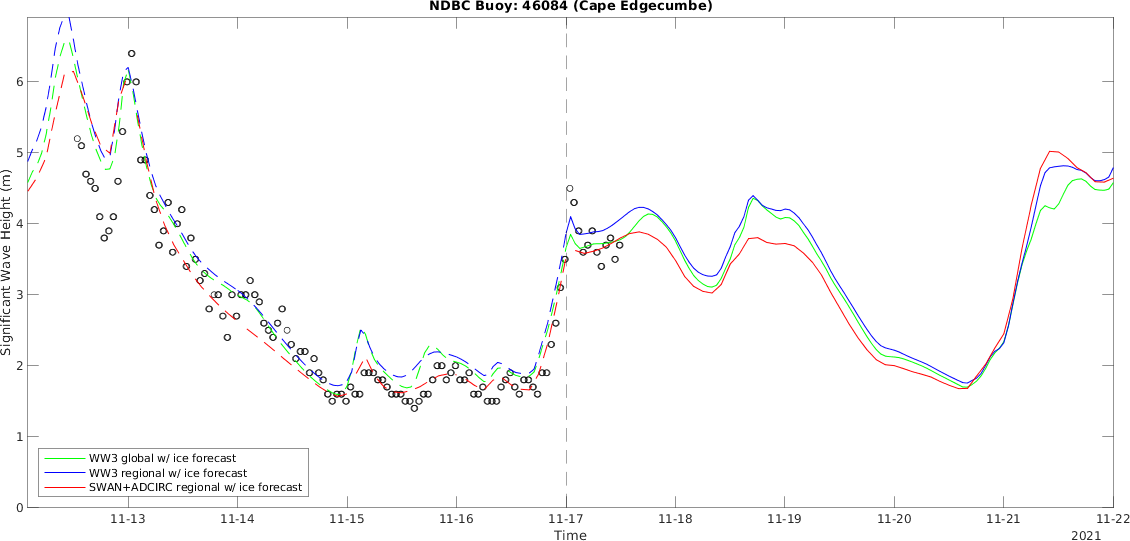 NDBC Buoy: 46084 (Cape Edgecumbe)
Significant Wave Height (m)
6
5
4
3
2
1
0
WW3 global w/ ice forecast
WW3 regional w/ ice forecast
SWAN+ADCIRC regional w/ ice forecast
11-13 11-14 11-15 11-16 11-17 11-18 11-19 11-20 11-21 11-22
Time
2021